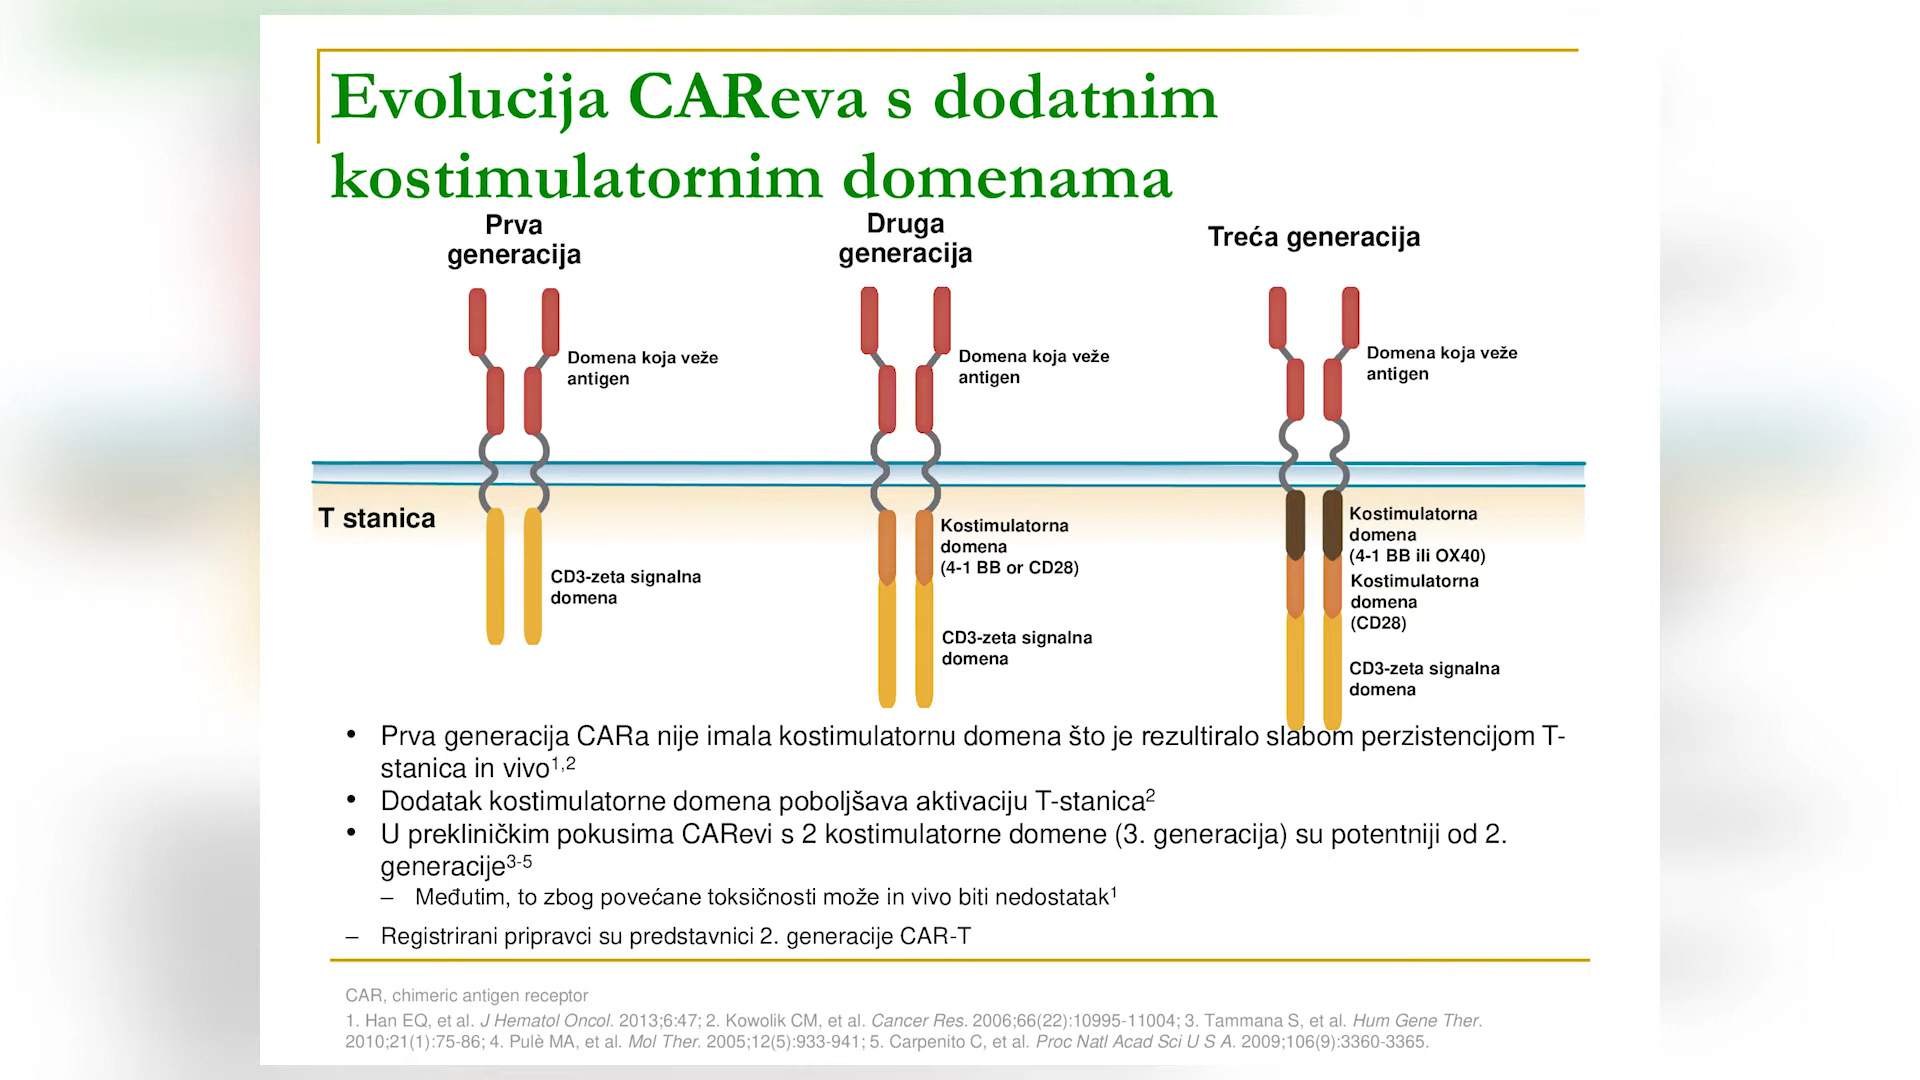 Evolucija CAReva s dodatnim
kostimulatornim domenama
Prva
generacija
Druga
generacija
Treća generacija
Domena koja veže
antigen
Domena koja veže
antigen
Domena koja veže
antigen
T stanica
CD3-zeta signalna
domena
Kostimulatorna
domena
(4-1 BB or CD28)
CD3-zeta signalna
domena
Kostimulatorna
domena
(4-1 BB ili OX40)
Kostimulatorna
domena
(CD28)
CD3-zeta signalna
domena
• Prva generacija CARa nije imala kostimulatornu domena što je rezultiralo slabom perzistencijom T-
stanica in vivo1,2
• Dodatak kostimulatorne domena poboljšava aktivaciju T-stanica2
• U prekliničkim pokusima CARevi s 2 kostimulatorne domene (3. generacija) su potentniji od 2.
generacije3-5
– Međutim, to zbog povećane toksičnosti može in vivo biti nedostatak1
– Registrirani pripravci su predstavnici 2. generacije CAR-T
CAR, chimeric antigen receptor
1. Han EQ, et al. J Hematol Oncol. 2013;6:47; 2. Kowolik CM, et al. Cancer Res. 2006;66(22):10995-11004; 3. Tammana S, et al. Hum Gene Ther.
2010;21(1):75-86; 4. Pulè MA, et al. Mol Ther. 2005;12(5):933-941; 5. Carpenito C, et al. Proc Natl Acad Sci U S A. 2009;106(9):3360-3365.